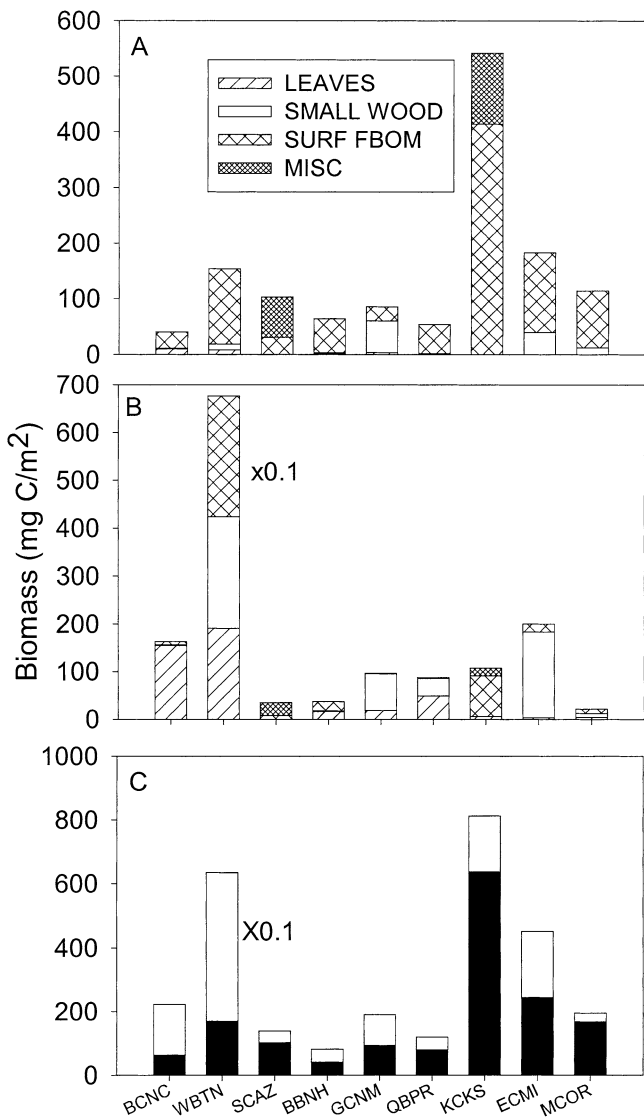 A
600
500
400
300
200
100
0
LEAVES
SMALL WOOD
SURF FBOM
MISC
B
700
600
500
400
300
200
100
0
x0.1
Biomass (mg C/m2)
C
1000
800
600
400
200
0
X0.1
BCNC WBTN SCAZ BBNH GCNM QBPR KCKS ECMI MCOR